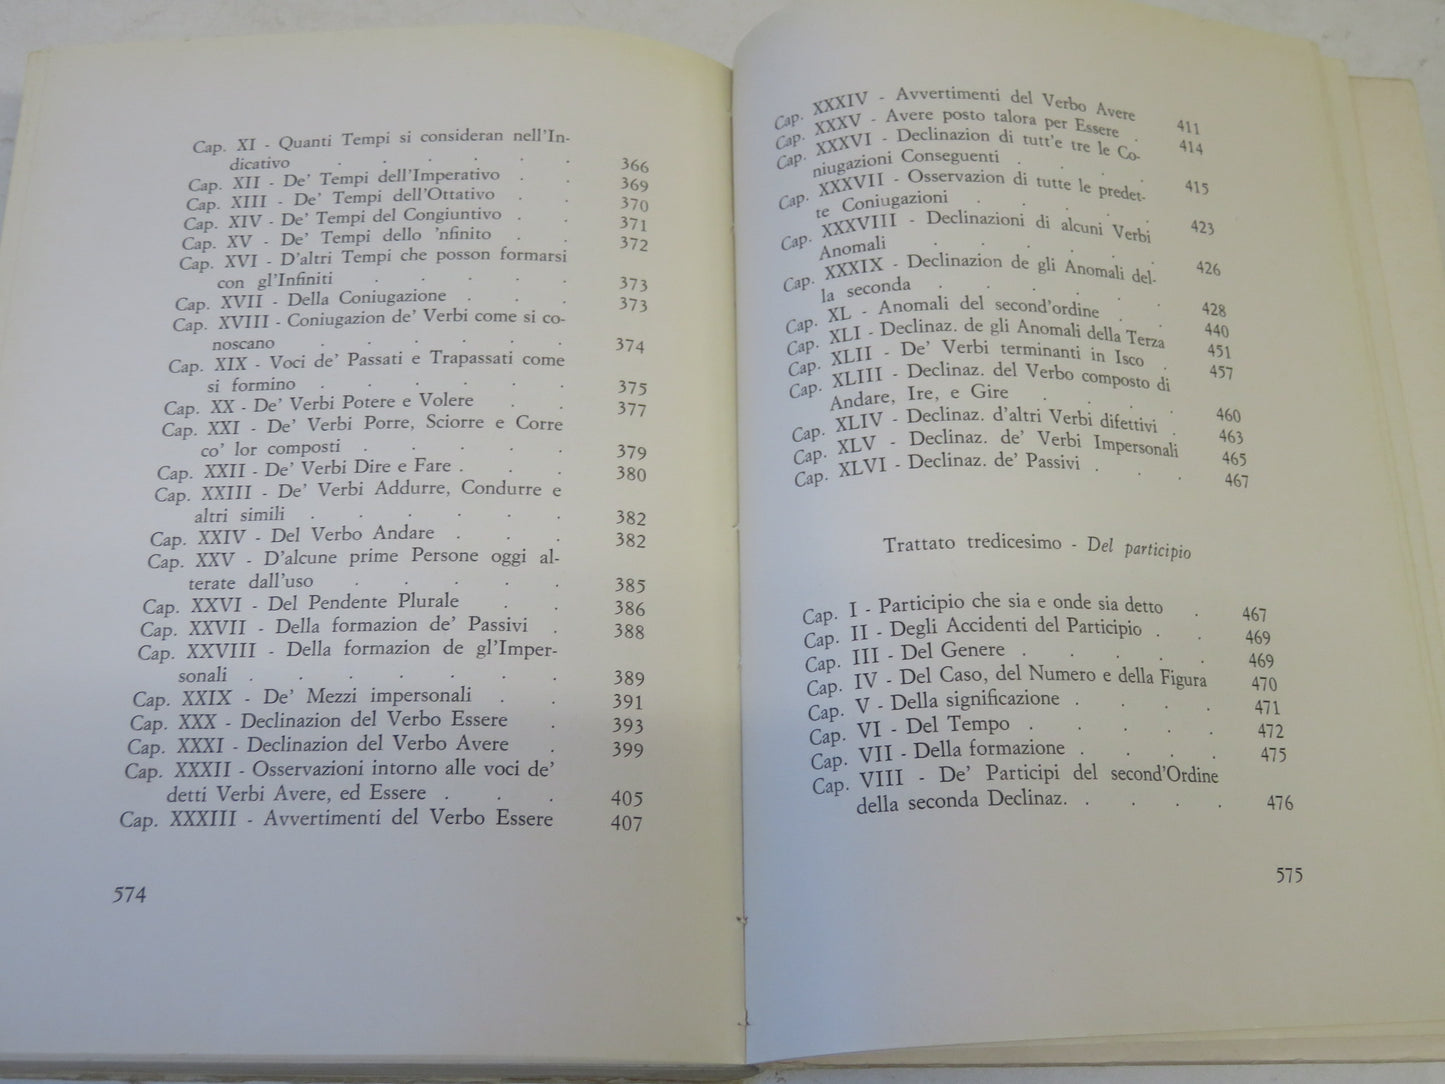 Cap. XI - Quanti Tempi si consideran nell'In-
dicativo . . . . . . 366
Cap. XII - De' Tempi dell'Imperativo . . 369
Cap. XIII - De' Tempi dell'Ottativo . . 370
Cap. XIV - De' Tempi del Congiuntivo . . 371
Cap. XV - De' Tempi dello 'nfinito . . 372
Cap. XVI - D'altri Tempi che posson formarsi
con gl'Infiniti . . . . . 373
Cap. XVII - Della Coniugazione . . . 373
Cap. XVIII - Coniugazion de' Verbi come si co-
noscano . . . . . . 374
Cap. XIX - Voci de' Passati e Trapassati come
si formino . . . . . . 375
Cap. XX - De' Verbi Potere e Volere . . 377
Cap. XXI - De' Verbi Porre, Sciorre e Corre
co' lor composti . . . . . 379
Cap. XXII - De' Verbi Dire e Fare . . . 380
Cap. XXIII - De' Verbi Addurre, Condurre e
altri simili . . . . . . 382
Cap. XXIV - Del Verbo Andare . . . 382
Cap. XXV - D'alcune prime Persone oggi al-
terate dall'uso . . . . . 385
Cap. XXVI - Del Pendente Plurale . . 386
Cap. XXVII - Della formazion de' Passivi . 388
Cap. XXVIII - Della formazion de gl'Imper-
sonali . . . . . . . 389
Cap. XXIX - De' Mezzi impersonali . . 391
Cap. XXX - Declinazion del Verbo Essere . 393
Cap. XXXI - Declinazion del Verbo Avere . 399
Cap. XXXII - Osservazioni intorno alle voci de'
detti Verbi Avere, ed Essere . . . 405
Cap. XXXIII - Avvertimenti del Verbo Essere 407
574
Cap. XXXIV - Avvertimenti del Verbo Avere 411
Cap. XXXV - Avere posto talora per Essere . 414
Cap. XXXVI - Declinazion di tutt'e tre le Co-
niugazioni Conseguenti . . . . 415
Cap. XXXVII - Osservazion di tutte le predet-
te Coniugazioni . . . . . 423
Cap. XXXVIII - Declinazioni di alcuni Verbi
Anomali . . . . . . 426
Cap. XXXIX - Declinazion de gli Anomali del-
la seconda . . . . . . 428
Cap. XL - Anomali del second'ordine . . 440
Cap. XLI - Declinaz. de gli Anomali della Terza 451
Cap. XLII - De' Verbi terminanti in Isco . 457
Cap. XLIII - Declinaz. del Verbo composto di
Andare, Ire, e Gire . . . . 460
Cap. XLIV - Declinaz. d'altri Verbi difettivi . 463
Cap. XLV - Declinaz. de' Verbi Impersonali 465
Cap. XLVI - Declinaz. de' Passivi . . . 467
Trattato tredicesimo - Del participio
Cap. I - Participio che sia e onde sia detto . 467
Cap. II - Degli Accidenti del Participio . . 469
Cap. III - Del Genere . . . . . 469
Cap. IV - Del Caso, del Numero e della Figura 470
Cap. V - Della significazione . . . . 471
Cap. VI - Del Tempo . . . . . 472
Cap. VII - Della formazione . . . . 475
Cap. VIII - De' Participi del second'Ordine
della seconda Declinaz. . . . . 476
575